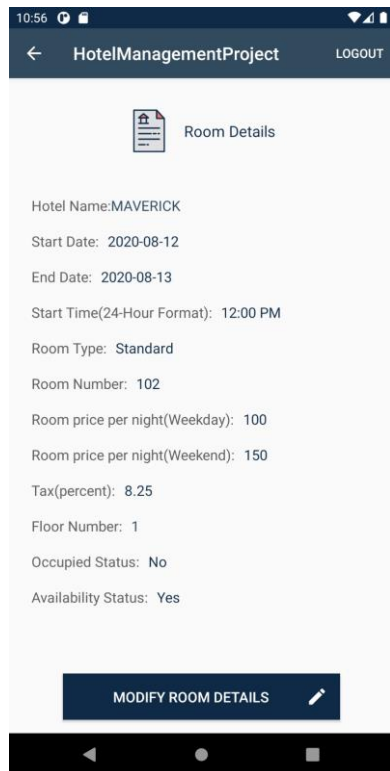 10:56
HotelManagementProject LOGOUT
Room Details
Hotel Name:MAVERICK
Start Date: 2020-08-12
End Date: 2020-08-13
Start Time(24-Hour Format): 12:00 PM
Room Type: Standard
Room Number: 102
Room price per night(Weekday): 100
Room price per night(Weekend): 150
Tax(percent): 8.25
Floor Number: 1
Occupied Status: No
Availability Status: Yes
MODIFY ROOM DETAILS